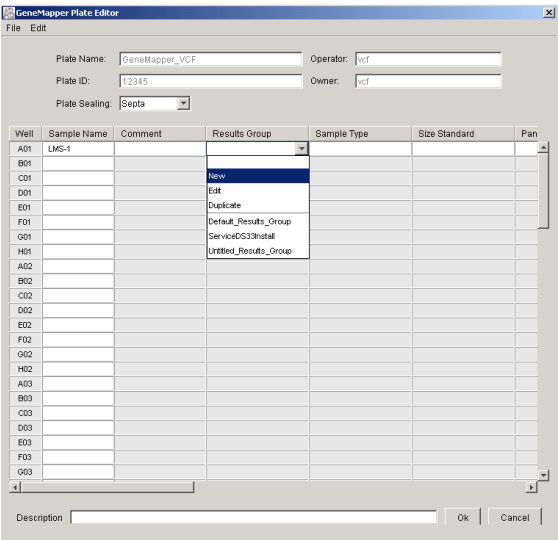 GeneMapper Plate Editor
File Edit
Plate Name: GeneMapper_VCF Operator: vcf
Plate ID: 12345 Owner: vcf
Plate Sealing: Septa
Well Sample Name Comment Results Group Sample Type Size Standard Pan
A01 LMS-1
B01
C01 New
D01 Edit
E01 Duplicate
F01 Default_Results_Group
G01 ServiceDS33Install
H01 Untitled_Results_Group
A02
B02
C02
D02
E02
F02
G02
H02
A03
B03
C03
D03
E03
F03
G03
Description Ok Cancel